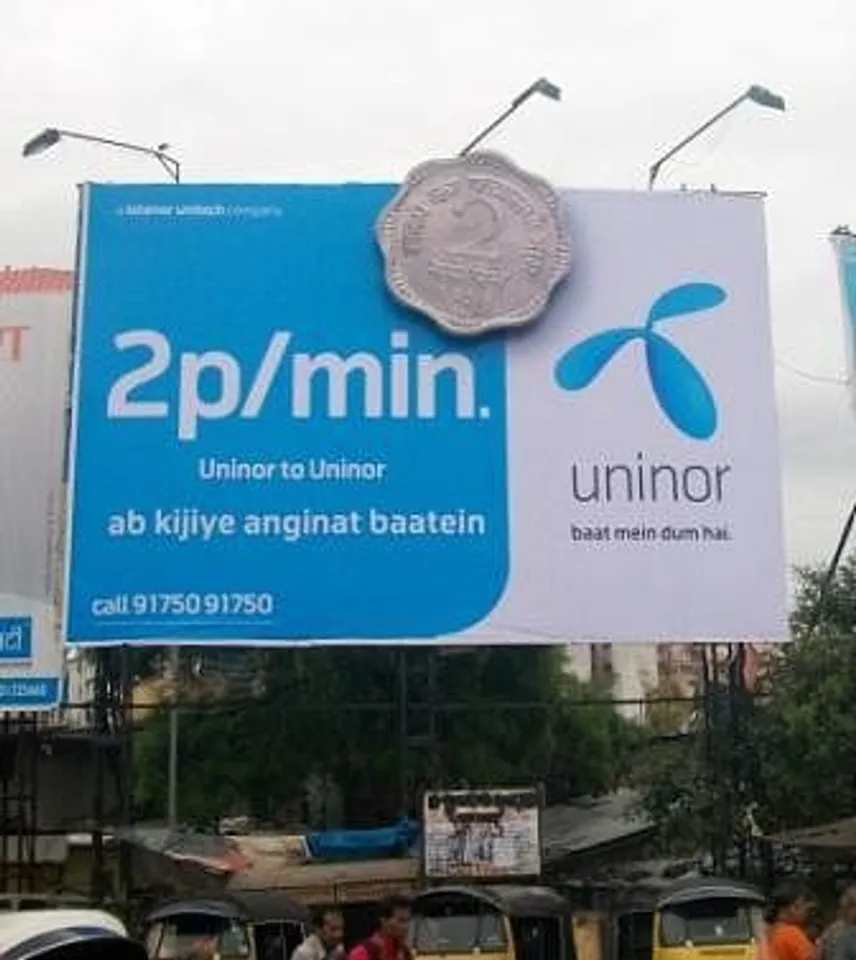 a telenor unitech company
2
2p/min.
Uninor to Uninor
ab kijiye anginat baatein
call 91750 91750
uninor
baat mein dum hai.